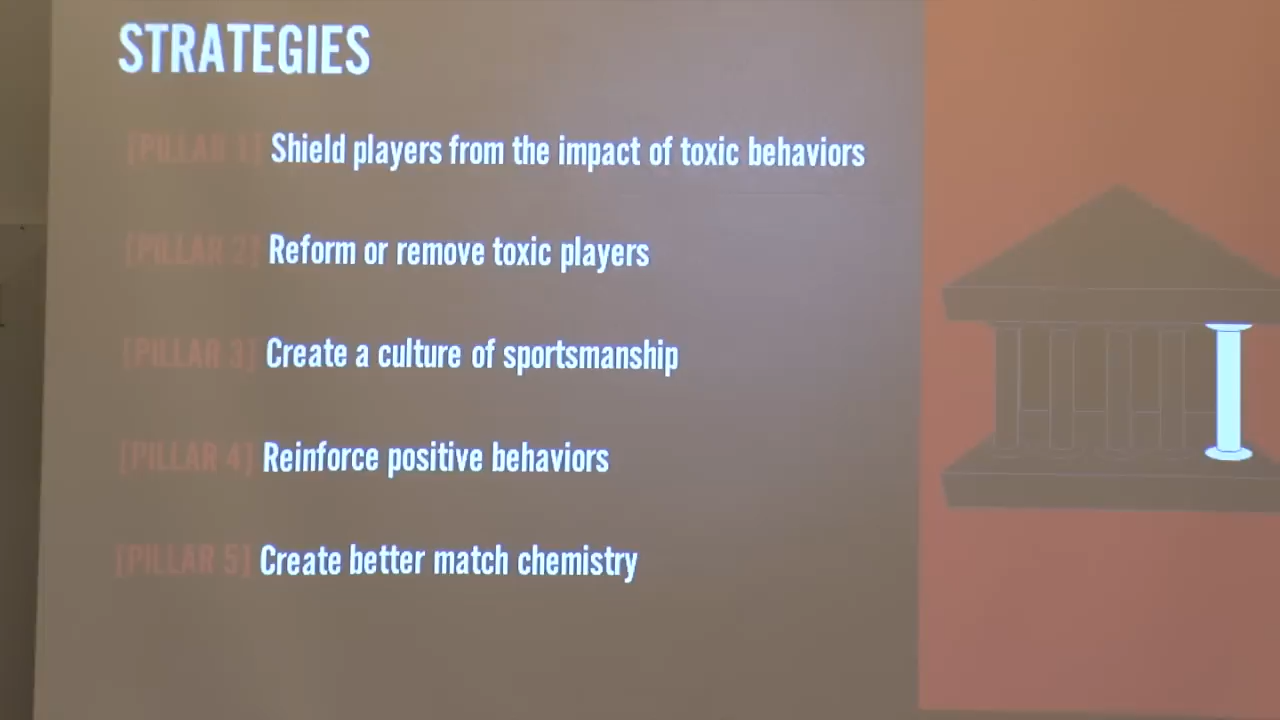 STRATEGIES
[PILLAR 1] Shield players from the impact of toxic behaviors
[PILLAR 2] Reform or remove toxic players
[PILLAR 3] Create a culture of sportsmanship
[PILLAR 4] Reinforce positive behaviors
[PILLAR 5] Create better match chemistry